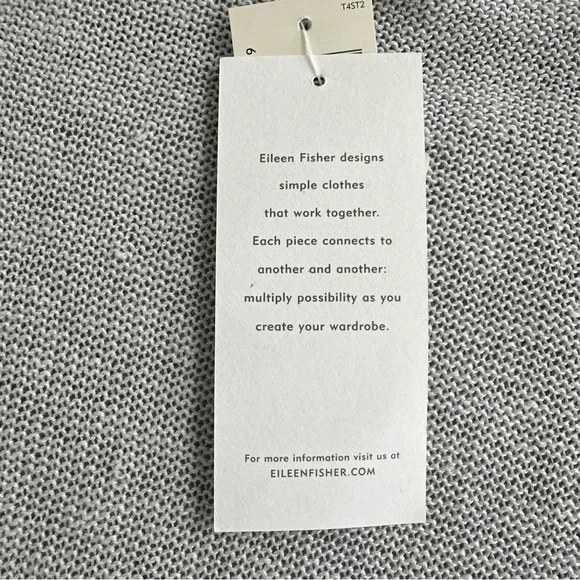 T4ST2
Eileen Fisher designs
simple clothes
that work together.
Each piece connects to
another and another:
multiply possibility as you
create your wardrobe.
For more information visit us at
EILEENFISHER.COM